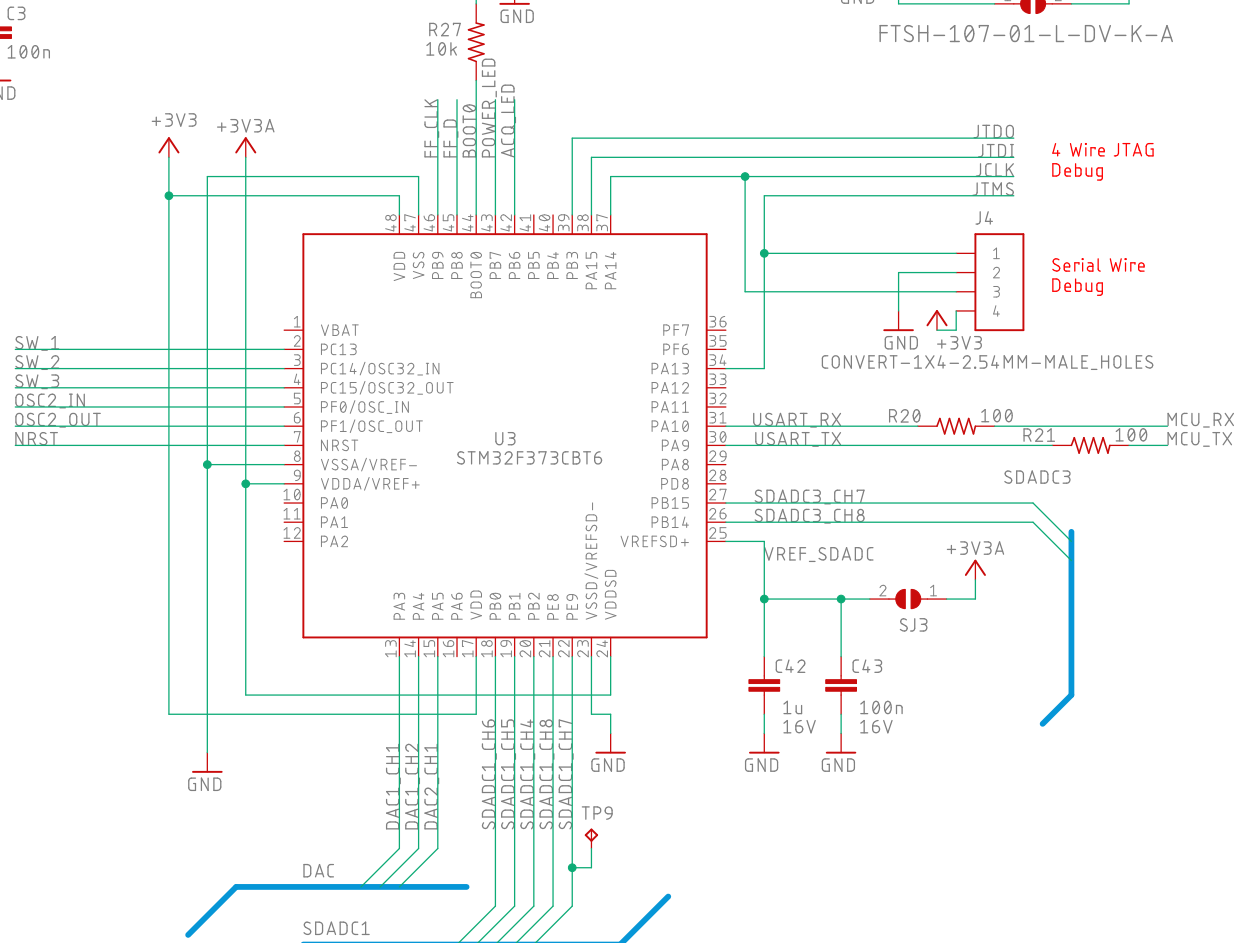 C3
100n
ND
GND
GND
FTSH-107-01-L-DV-K-A
R27
10k
+3V3
+3V3A
FF_CLK
FF_D
BOOT0
POWER_LED
ACQ_LED
JTDO
JTDI
JCLK
JTMS
4 Wire JTAG
Debug
J4
1
2
3
4
Serial Wire
Debug
GND
+3V3
CONVERT-1X4-2.54MM-MALE_HOLES
48
47
46
45
44
43
42
41
40
39
38
37
VDD
VSS
PB9
PB8
BOOT0
PB7
PB6
PB5
PB4
PB3
PA15
PA14
SW_1
SW_2
SW_3
OSC2_IN
OSC2_OUT
NRST
1 VBAT
2 PC13
3 PC14/OSC32_IN
4 PC15/OSC32_OUT
5 PF0/OSC_IN
6 PF1/OSC_OUT
7 NRST
8 VSSA/VREF-
9 VDDA/VREF+
10 PA0
11 PA1
12 PA2
U3
STM32F373CBT6
PF7 36
PF6 35
PA13 34
PA12 33
PA11 32
PA10 31
PA9 30
PA8 29
PD8 28
PB15 27
PB14 26
VREFSD+ 25
USART_RX
R20
100
MCU_RX
USART_TX
R21
100
MCU_TX
SDADC3
SDADC3_CH7
SDADC3_CH8
VREF_SDADC
+3V3A
2
1
SJ3
C42
1u
16V
GND
C43
100n
16V
GND
PA3
PA4
PA5
PA6
VDD
PB0
PB1
PB2
PE8
PE9
VSSD/VREFSD-
VDDSD
13
14
15
16
17
18
19
20
21
22
23
24
GND
GND
DAC1_CH1
DAC1_CH2
DAC2_CH1
SDADC1_CH6
SDADC1_CH5
SDADC1_CH4
SDADC1_CH8
SDADC1_CH7
TP9
DAC
SDADC1